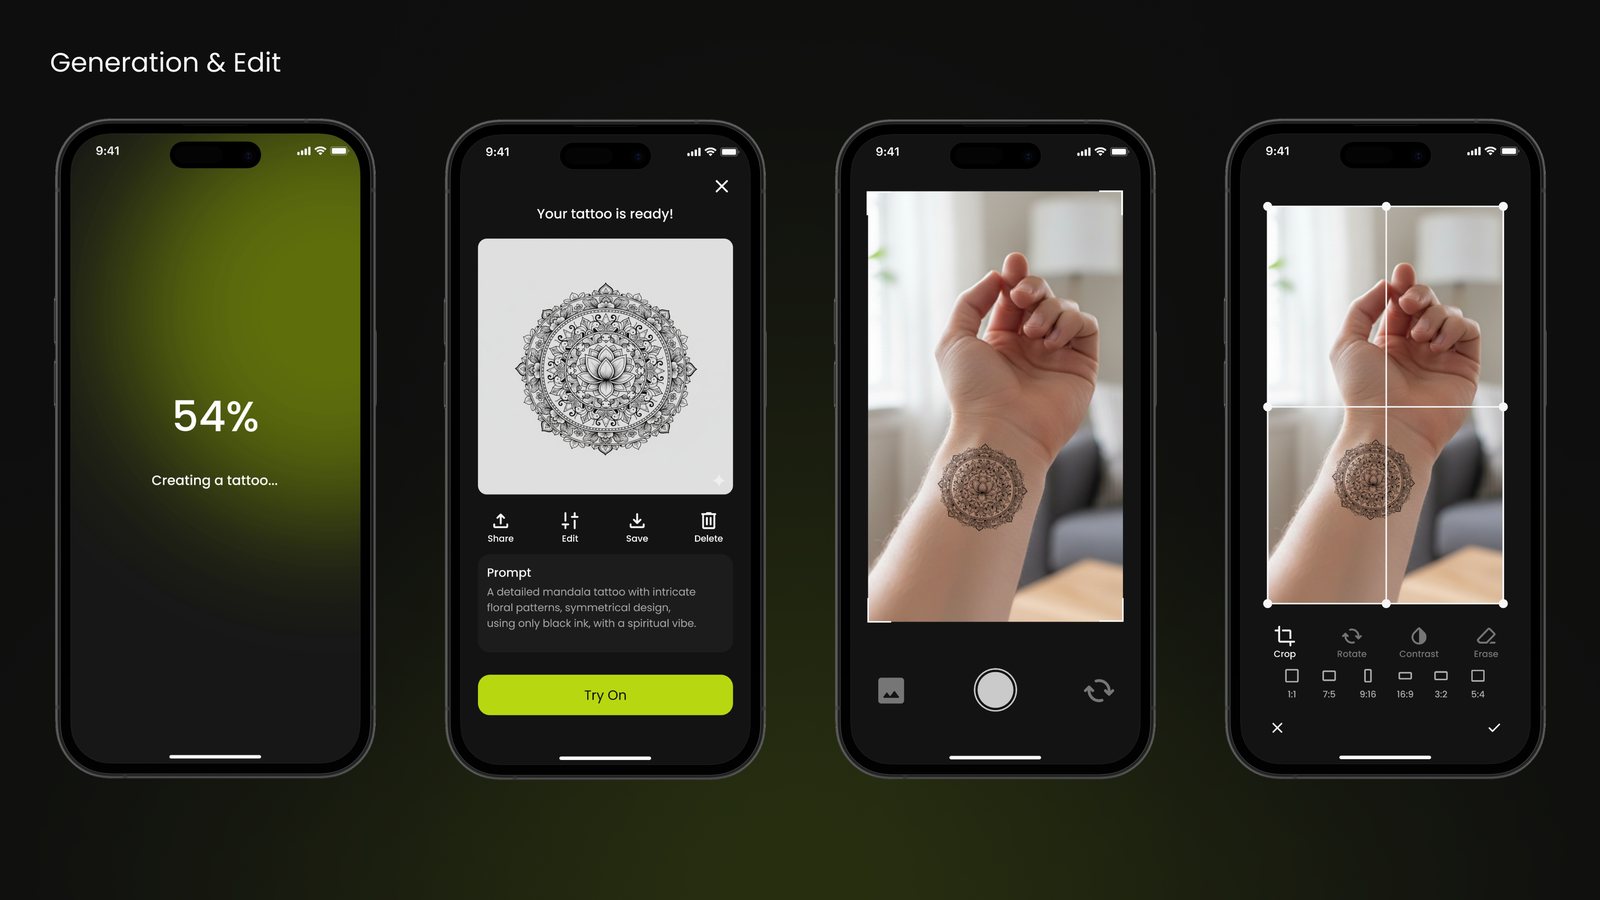 Generation & Edit
9:41
54%
Creating a tattoo...
9:41
Your tattoo is ready!
Share
Edit
Save
Delete
Prompt
A detailed mandala tattoo with intricate
floral patterns, symmetrical design,
using only black ink, with a spiritual vibe.
Try On
9:41
9:41
Crop
Rotate
Contrast
Erase
1:1
7:5
9:16
16:9
3:2
5:4